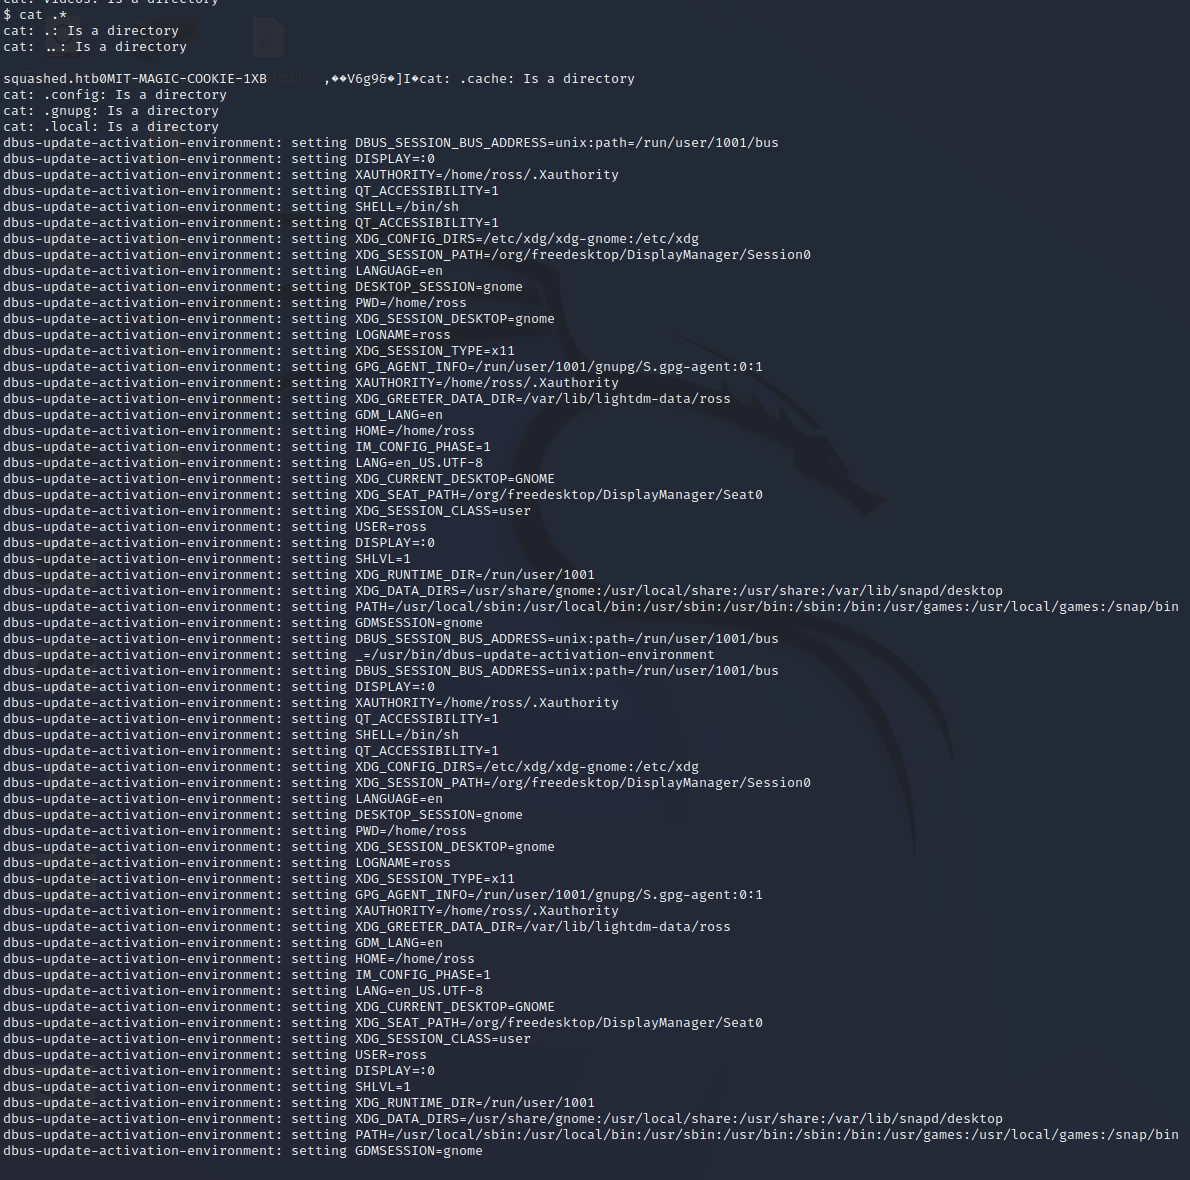 cat: Videos: Is a directory
$ cat .*
cat: .: Is a directory
cat: ..: Is a directory
squashed.htb0MIT-MAGIC-COOKIE-1XB ,��V6g9&�]I�cat: .cache: Is a directory
cat: .config: Is a directory
cat: .gnupg: Is a directory
cat: .local: Is a directory
dbus-update-activation-environment: setting DBUS_SESSION_BUS_ADDRESS=unix:path=/run/user/1001/bus
dbus-update-activation-environment: setting DISPLAY=:0
dbus-update-activation-environment: setting XAUTHORITY=/home/ross/.Xauthority
dbus-update-activation-environment: setting QT_ACCESSIBILITY=1
dbus-update-activation-environment: setting SHELL=/bin/sh
dbus-update-activation-environment: setting QT_ACCESSIBILITY=1
dbus-update-activation-environment: setting XDG_CONFIG_DIRS=/etc/xdg/xdg-gnome:/etc/xdg
dbus-update-activation-environment: setting XDG_SESSION_PATH=/org/freedesktop/DisplayManager/Session0
dbus-update-activation-environment: setting LANGUAGE=en
dbus-update-activation-environment: setting DESKTOP_SESSION=gnome
dbus-update-activation-environment: setting PWD=/home/ross
dbus-update-activation-environment: setting XDG_SESSION_DESKTOP=gnome
dbus-update-activation-environment: setting LOGNAME=ross
dbus-update-activation-environment: setting XDG_SESSION_TYPE=x11
dbus-update-activation-environment: setting GPG_AGENT_INFO=/run/user/1001/gnupg/S.gpg-agent:0:1
dbus-update-activation-environment: setting XAUTHORITY=/home/ross/.Xauthority
dbus-update-activation-environment: setting XDG_GREETER_DATA_DIR=/var/lib/lightdm-data/ross
dbus-update-activation-environment: setting GDM_LANG=en
dbus-update-activation-environment: setting HOME=/home/ross
dbus-update-activation-environment: setting IM_CONFIG_PHASE=1
dbus-update-activation-environment: setting LANG=en_US.UTF-8
dbus-update-activation-environment: setting XDG_CURRENT_DESKTOP=GNOME
dbus-update-activation-environment: setting XDG_SEAT_PATH=/org/freedesktop/DisplayManager/Seat0
dbus-update-activation-environment: setting XDG_SESSION_CLASS=user
dbus-update-activation-environment: setting USER=ross
dbus-update-activation-environment: setting DISPLAY=:0
dbus-update-activation-environment: setting SHLVL=1
dbus-update-activation-environment: setting XDG_RUNTIME_DIR=/run/user/1001
dbus-update-activation-environment: setting XDG_DATA_DIRS=/usr/share/gnome:/usr/local/share:/usr/share:/var/lib/snapd/desktop
dbus-update-activation-environment: setting PATH=/usr/local/sbin:/usr/local/bin:/usr/sbin:/usr/bin:/sbin:/bin:/usr/games:/usr/local/games:/snap/bin
dbus-update-activation-environment: setting GDMSESSION=gnome
dbus-update-activation-environment: setting DBUS_SESSION_BUS_ADDRESS=unix:path=/run/user/1001/bus
dbus-update-activation-environment: setting _=/usr/bin/dbus-update-activation-environment
dbus-update-activation-environment: setting DBUS_SESSION_BUS_ADDRESS=unix:path=/run/user/1001/bus
dbus-update-activation-environment: setting DISPLAY=:0
dbus-update-activation-environment: setting XAUTHORITY=/home/ross/.Xauthority
dbus-update-activation-environment: setting QT_ACCESSIBILITY=1
dbus-update-activation-environment: setting SHELL=/bin/sh
dbus-update-activation-environment: setting QT_ACCESSIBILITY=1
dbus-update-activation-environment: setting XDG_CONFIG_DIRS=/etc/xdg/xdg-gnome:/etc/xdg
dbus-update-activation-environment: setting XDG_SESSION_PATH=/org/freedesktop/DisplayManager/Session0
dbus-update-activation-environment: setting LANGUAGE=en
dbus-update-activation-environment: setting DESKTOP_SESSION=gnome
dbus-update-activation-environment: setting PWD=/home/ross
dbus-update-activation-environment: setting XDG_SESSION_DESKTOP=gnome
dbus-update-activation-environment: setting LOGNAME=ross
dbus-update-activation-environment: setting XDG_SESSION_TYPE=x11
dbus-update-activation-environment: setting GPG_AGENT_INFO=/run/user/1001/gnupg/S.gpg-agent:0:1
dbus-update-activation-environment: setting XAUTHORITY=/home/ross/.Xauthority
dbus-update-activation-environment: setting XDG_GREETER_DATA_DIR=/var/lib/lightdm-data/ross
dbus-update-activation-environment: setting GDM_LANG=en
dbus-update-activation-environment: setting HOME=/home/ross
dbus-update-activation-environment: setting IM_CONFIG_PHASE=1
dbus-update-activation-environment: setting LANG=en_US.UTF-8
dbus-update-activation-environment: setting XDG_CURRENT_DESKTOP=GNOME
dbus-update-activation-environment: setting XDG_SEAT_PATH=/org/freedesktop/DisplayManager/Seat0
dbus-update-activation-environment: setting XDG_SESSION_CLASS=user
dbus-update-activation-environment: setting USER=ross
dbus-update-activation-environment: setting DISPLAY=:0
dbus-update-activation-environment: setting SHLVL=1
dbus-update-activation-environment: setting XDG_RUNTIME_DIR=/run/user/1001
dbus-update-activation-environment: setting XDG_DATA_DIRS=/usr/share/gnome:/usr/local/share:/usr/share:/var/lib/snapd/desktop
dbus-update-activation-environment: setting PATH=/usr/local/sbin:/usr/local/bin:/usr/sbin:/usr/bin:/sbin:/bin:/usr/games:/usr/local/games:/snap/bin
dbus-update-activation-environment: setting GDMSESSION=gnome